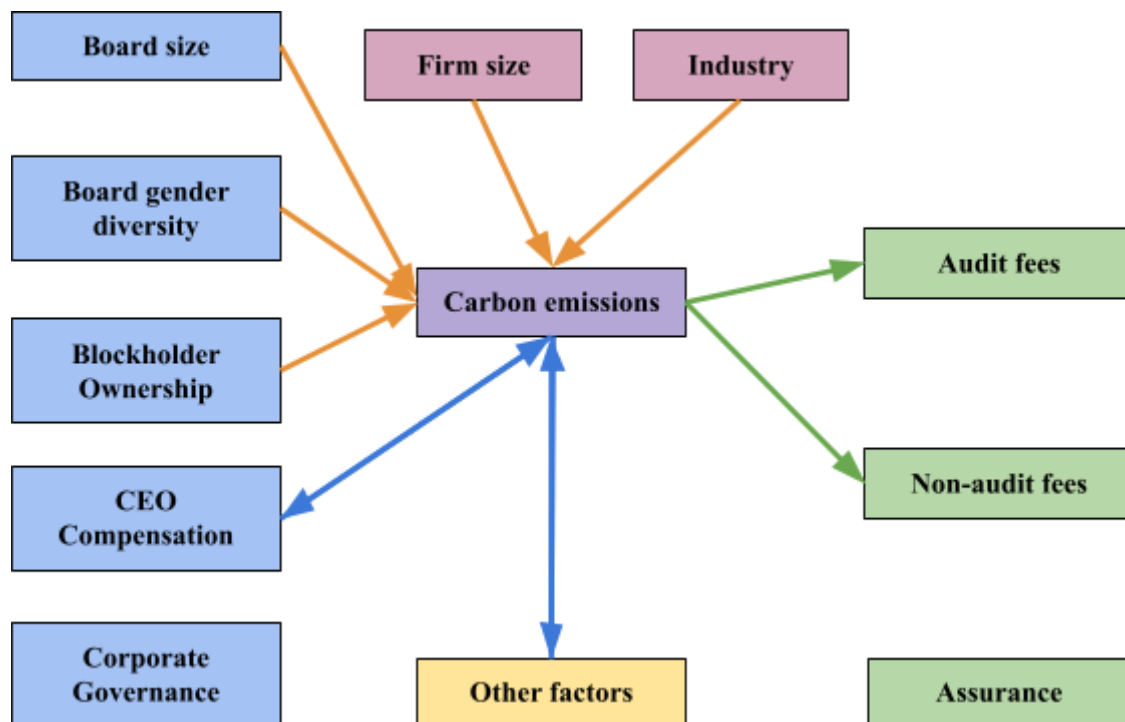 Board size
Firm size
Industry
Board gender
diversity
Audit fees
Carbon emissions
Blockholder
Ownership
Non-audit fees
CEO
Compensation
Corporate
Governance
Other factors
Assurance